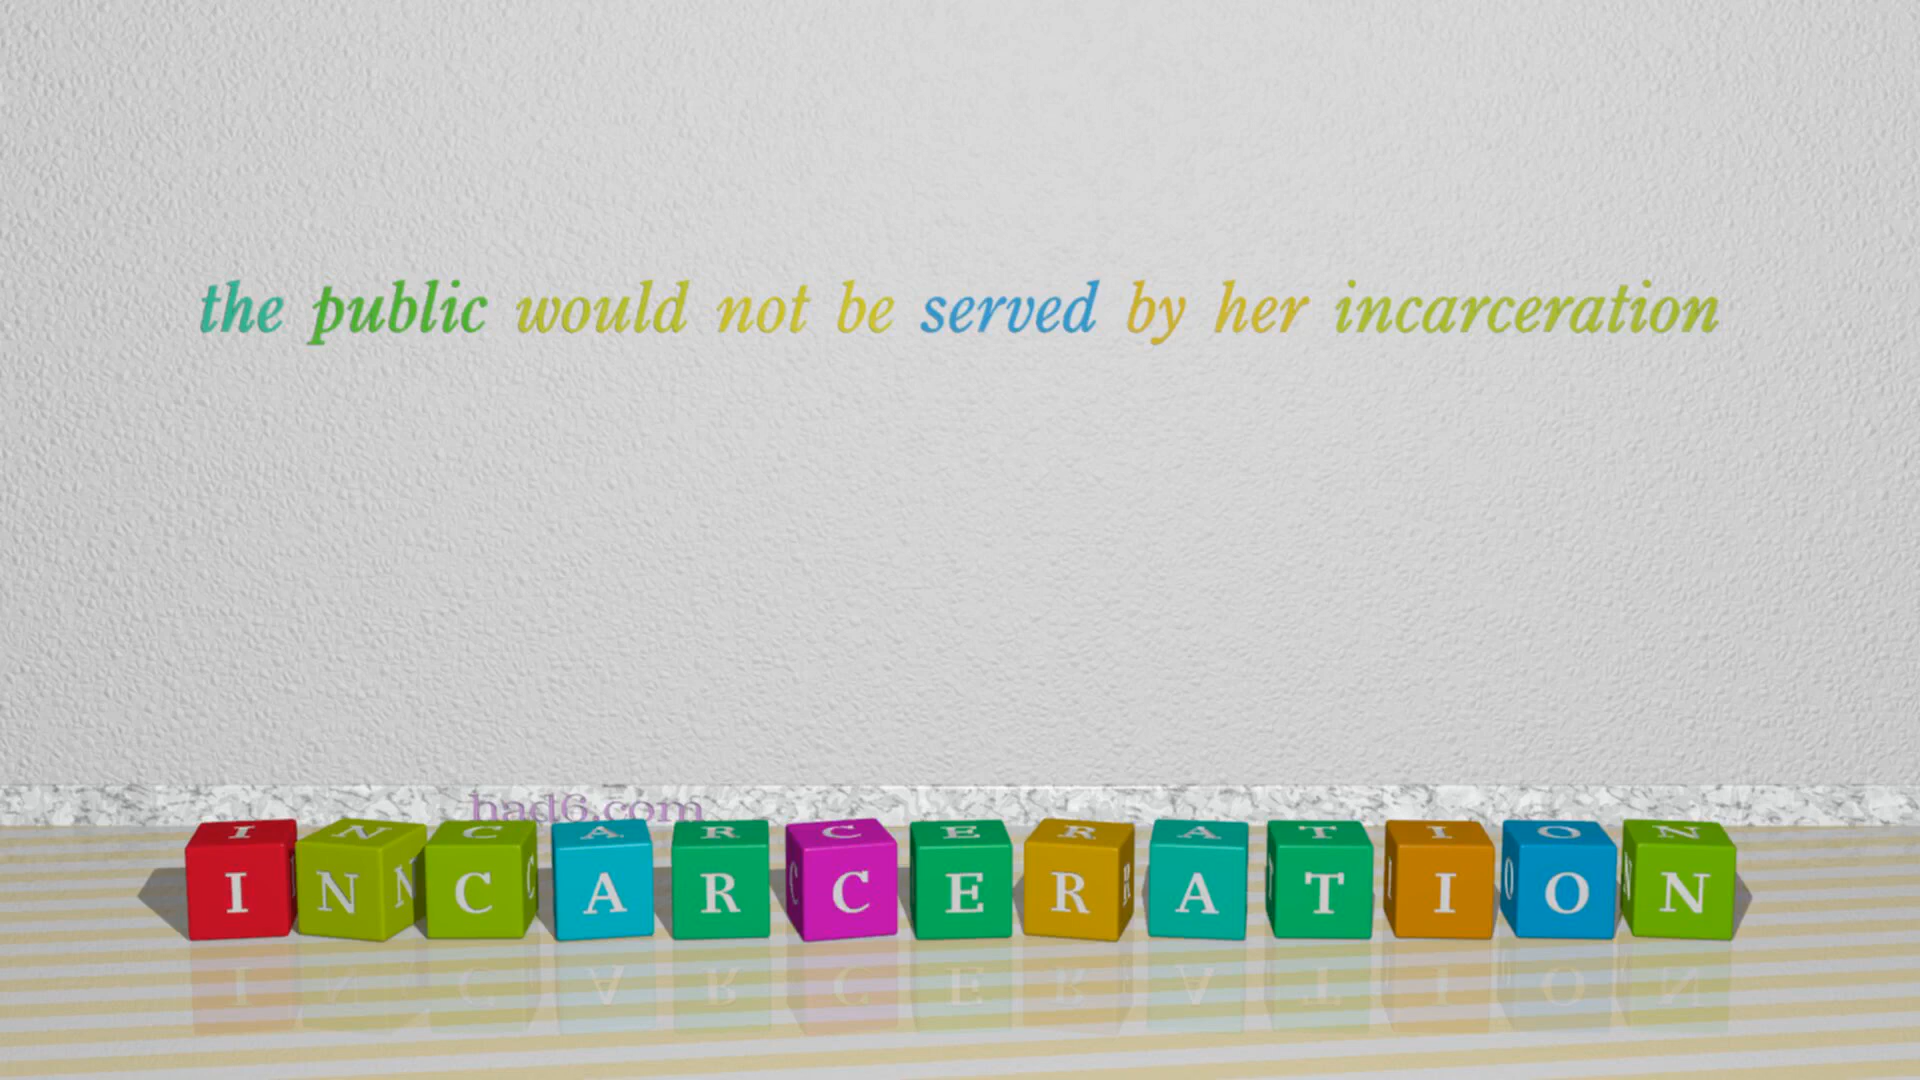 the public would not be served by her incarceration
had6.com
INCARCERATION